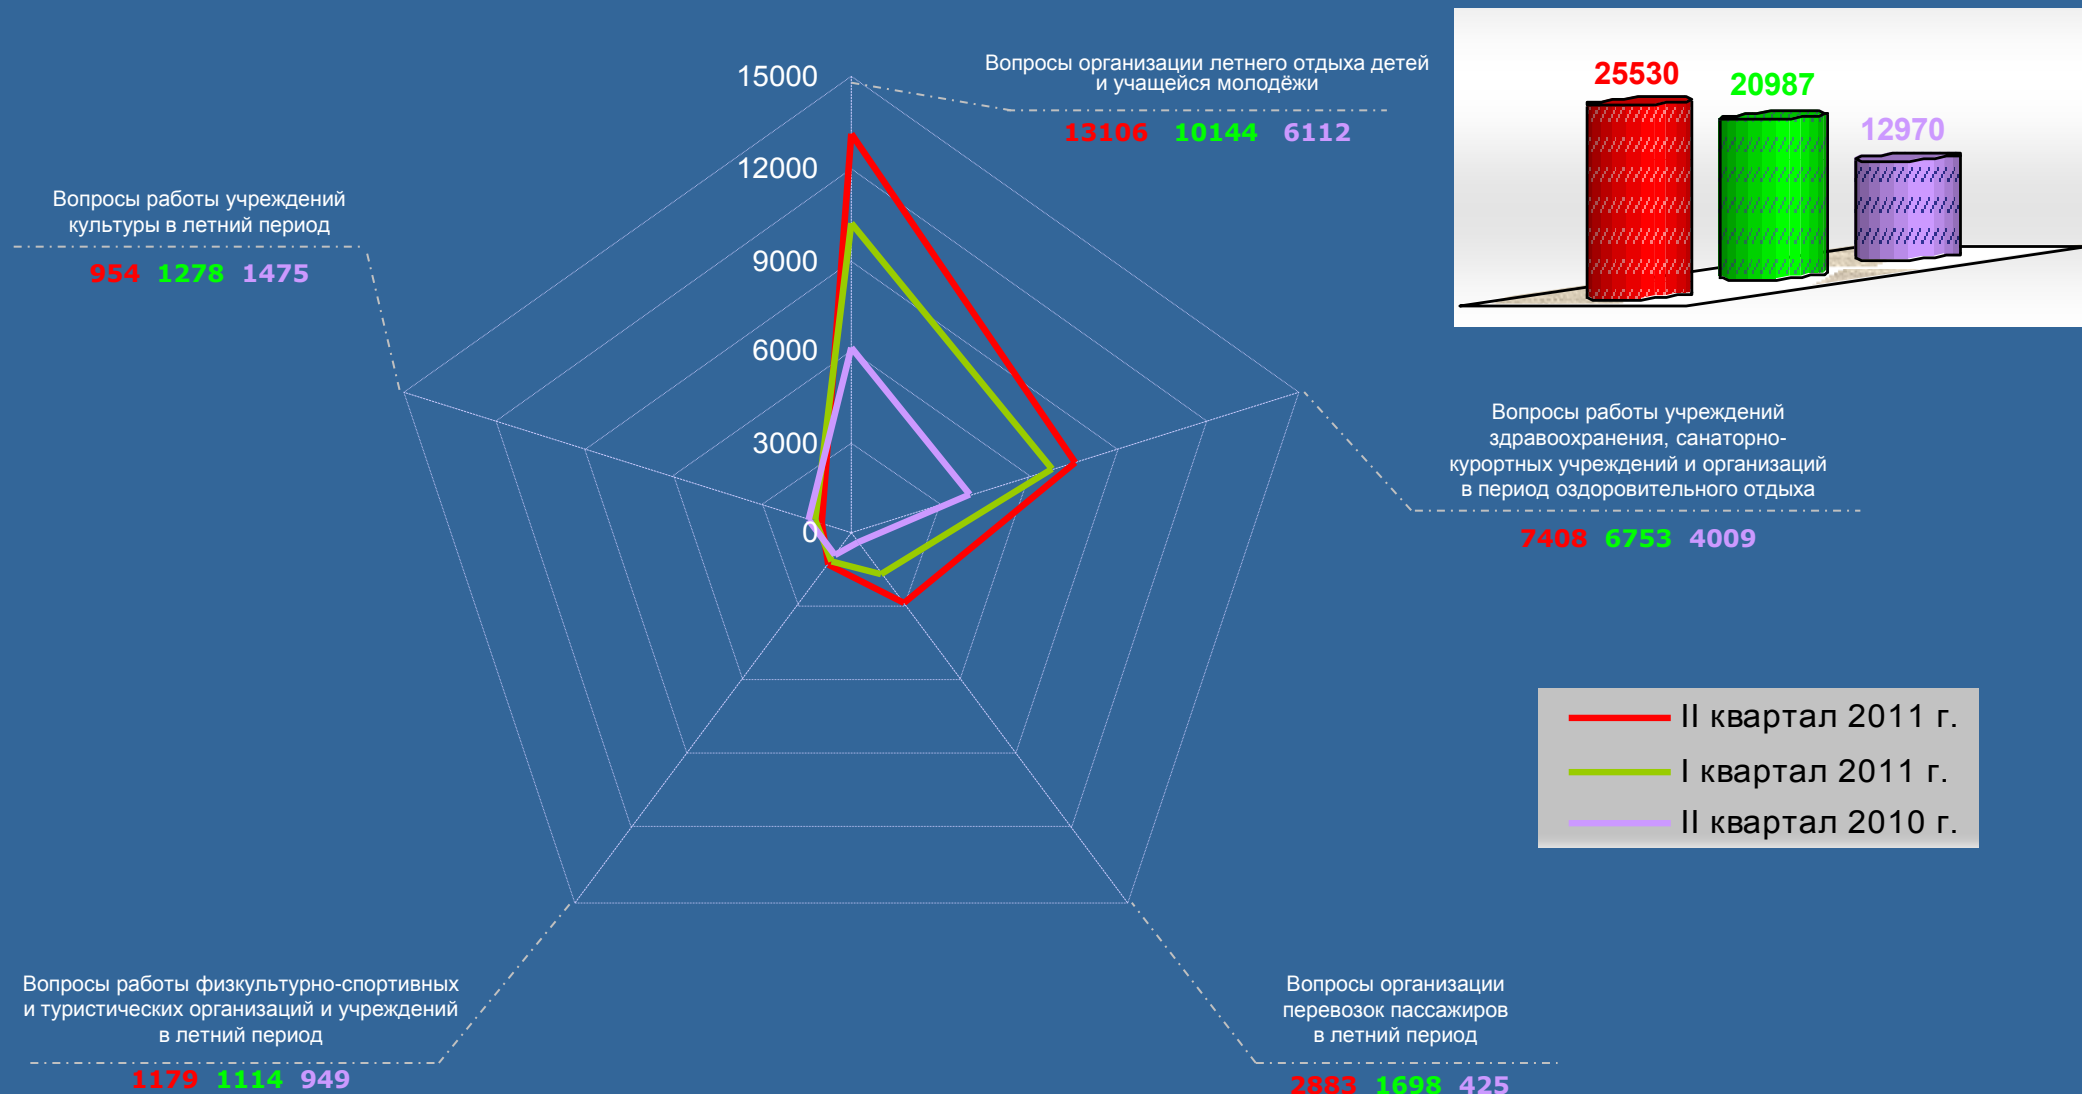 Вопросы организации летнего отдыха детей
и учащейся молодёжи
13106 10144 6112
25530
20987
12970
15000
12000
9000
6000
3000
0
Вопросы работы учреждений
культуры в летний период
954 1278 1475
Вопросы работы учреждений
здравоохранения, санаторно-
курортных учреждений и организаций
в период оздоровительного отдыха
7408 6753 4009
II квартал 2011 г.
I квартал 2011 г.
II квартал 2010 г.
Вопросы работы физкультурно-спортивных
и туристических организаций и учреждений
в летний период
1179 1114 949
Вопросы организации
перевозок пассажиров
в летний период
2883 1698 425